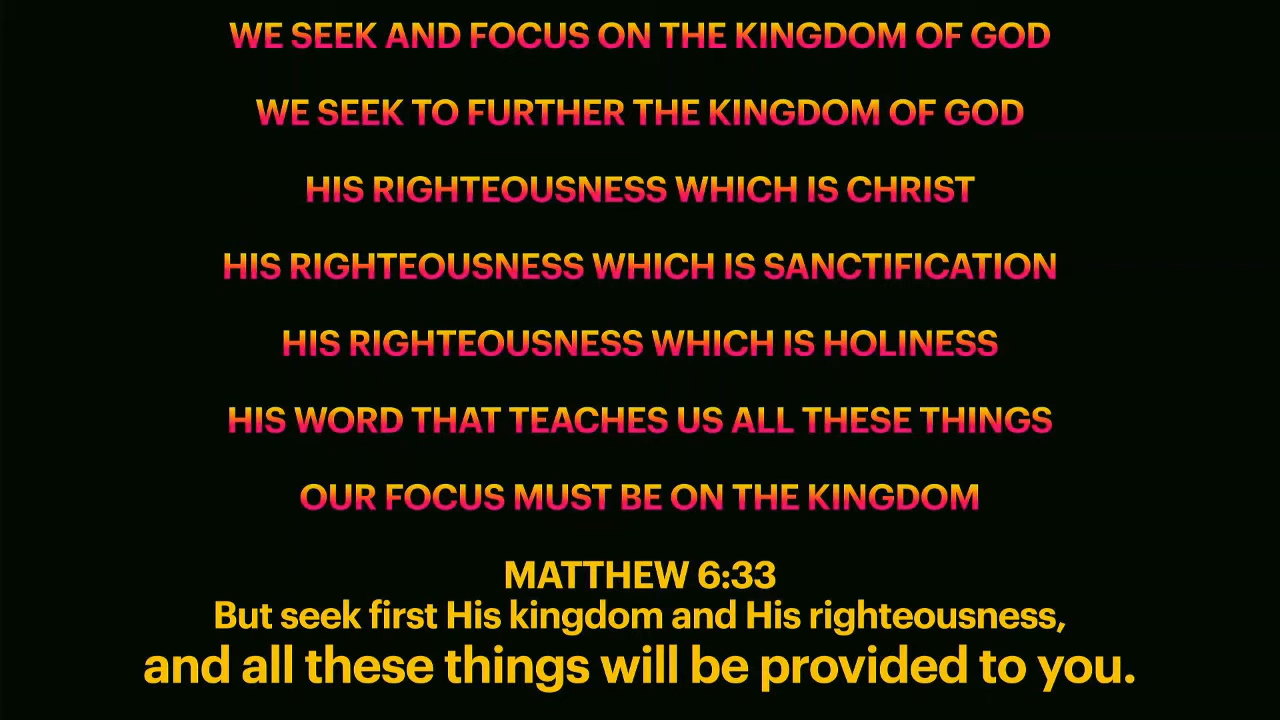 WE SEEK AND FOCUS ON THE KINGDOM OF GOD
WE SEEK TO FURTHER THE KINGDOM OF GOD
HIS RIGHTEOUSNESS WHICH IS CHRIST
HIS RIGHTEOUSNESS WHICH IS SANCTIFICATION
HIS RIGHTEOUSNESS WHICH IS HOLINESS
HIS WORD THAT TEACHES US ALL THESE THINGS
OUR FOCUS MUST BE ON THE KINGDOM
MATTHEW 6:33
But seek first His kingdom and His righteousness,
and all these things will be provided to you.